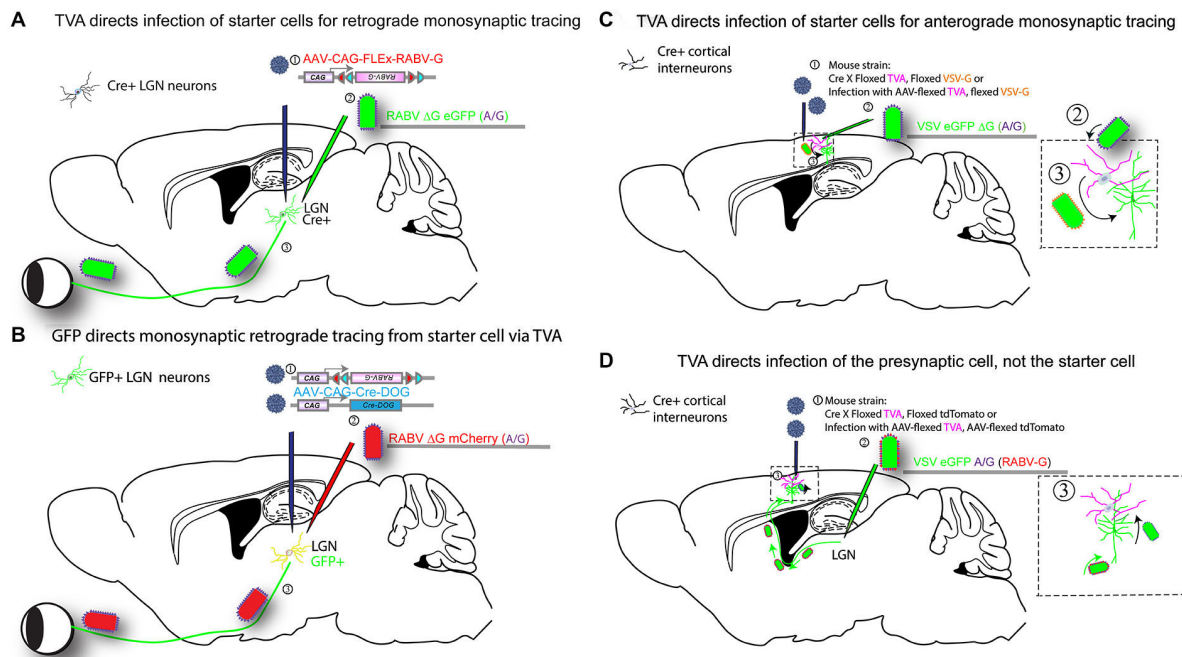 A TVA directs infection of starter cells for retrograde monosynaptic tracing
① AAV-CAG-FLEx-RABV-G
CAG RABV-G
Cre+ LGN neurons
②
RABV ΔG eGFP (A/G)
LGN
Cre+
③
B GFP directs monosynaptic retrograde tracing from starter cell via TVA
GFP+ LGN neurons
①
CAG RABV-G
AAV-CAG-Cre-DOG
CAG Cre-DOG
②
RABV ΔG mCherry (A/G)
LGN
GFP+
③
C TVA directs infection of starter cells for anterograde monosynaptic tracing
Cre+ cortical
interneurons
① Mouse strain:
Cre X Floxed TVA, Floxed VSV-G or
Infection with AAV-flexed TVA, flexed VSV-G
②
VSV eGFP ΔG (A/G)
③
②
③
D TVA directs infection of the presynaptic cell, not the starter cell
Cre+ cortical
interneurons
① Mouse strain:
Cre X Floxed TVA, Floxed tdTomato or
Infection with AAV-flexed TVA, AAV-flexed tdTomato
②
VSV eGFP A/G (RABV-G)
③
LGN
③